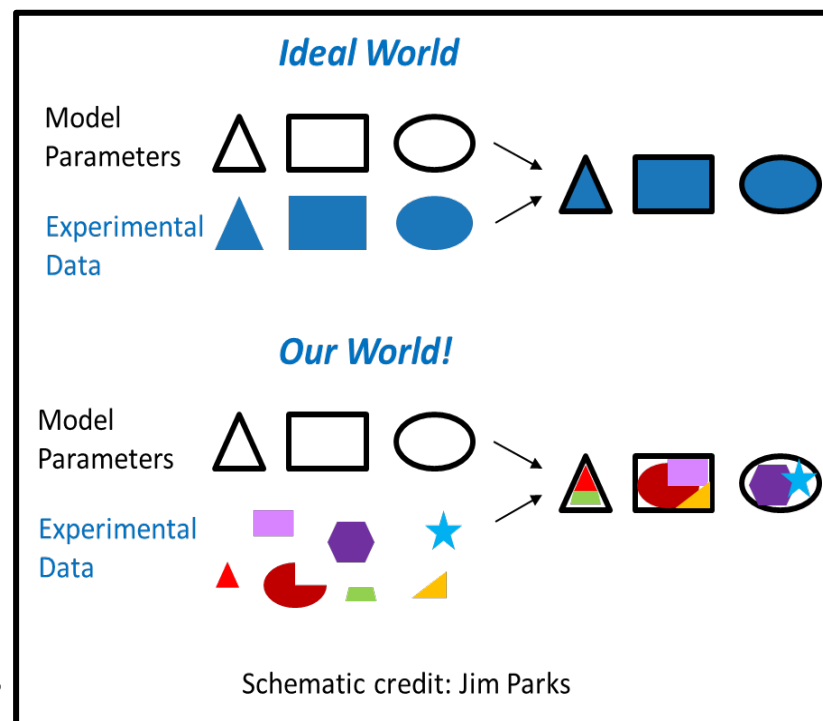 Ideal World
Model
Parameters
Experimental
Data
Our World!
Model
Parameters
Experimental
Data
Schematic credit: Jim Parks